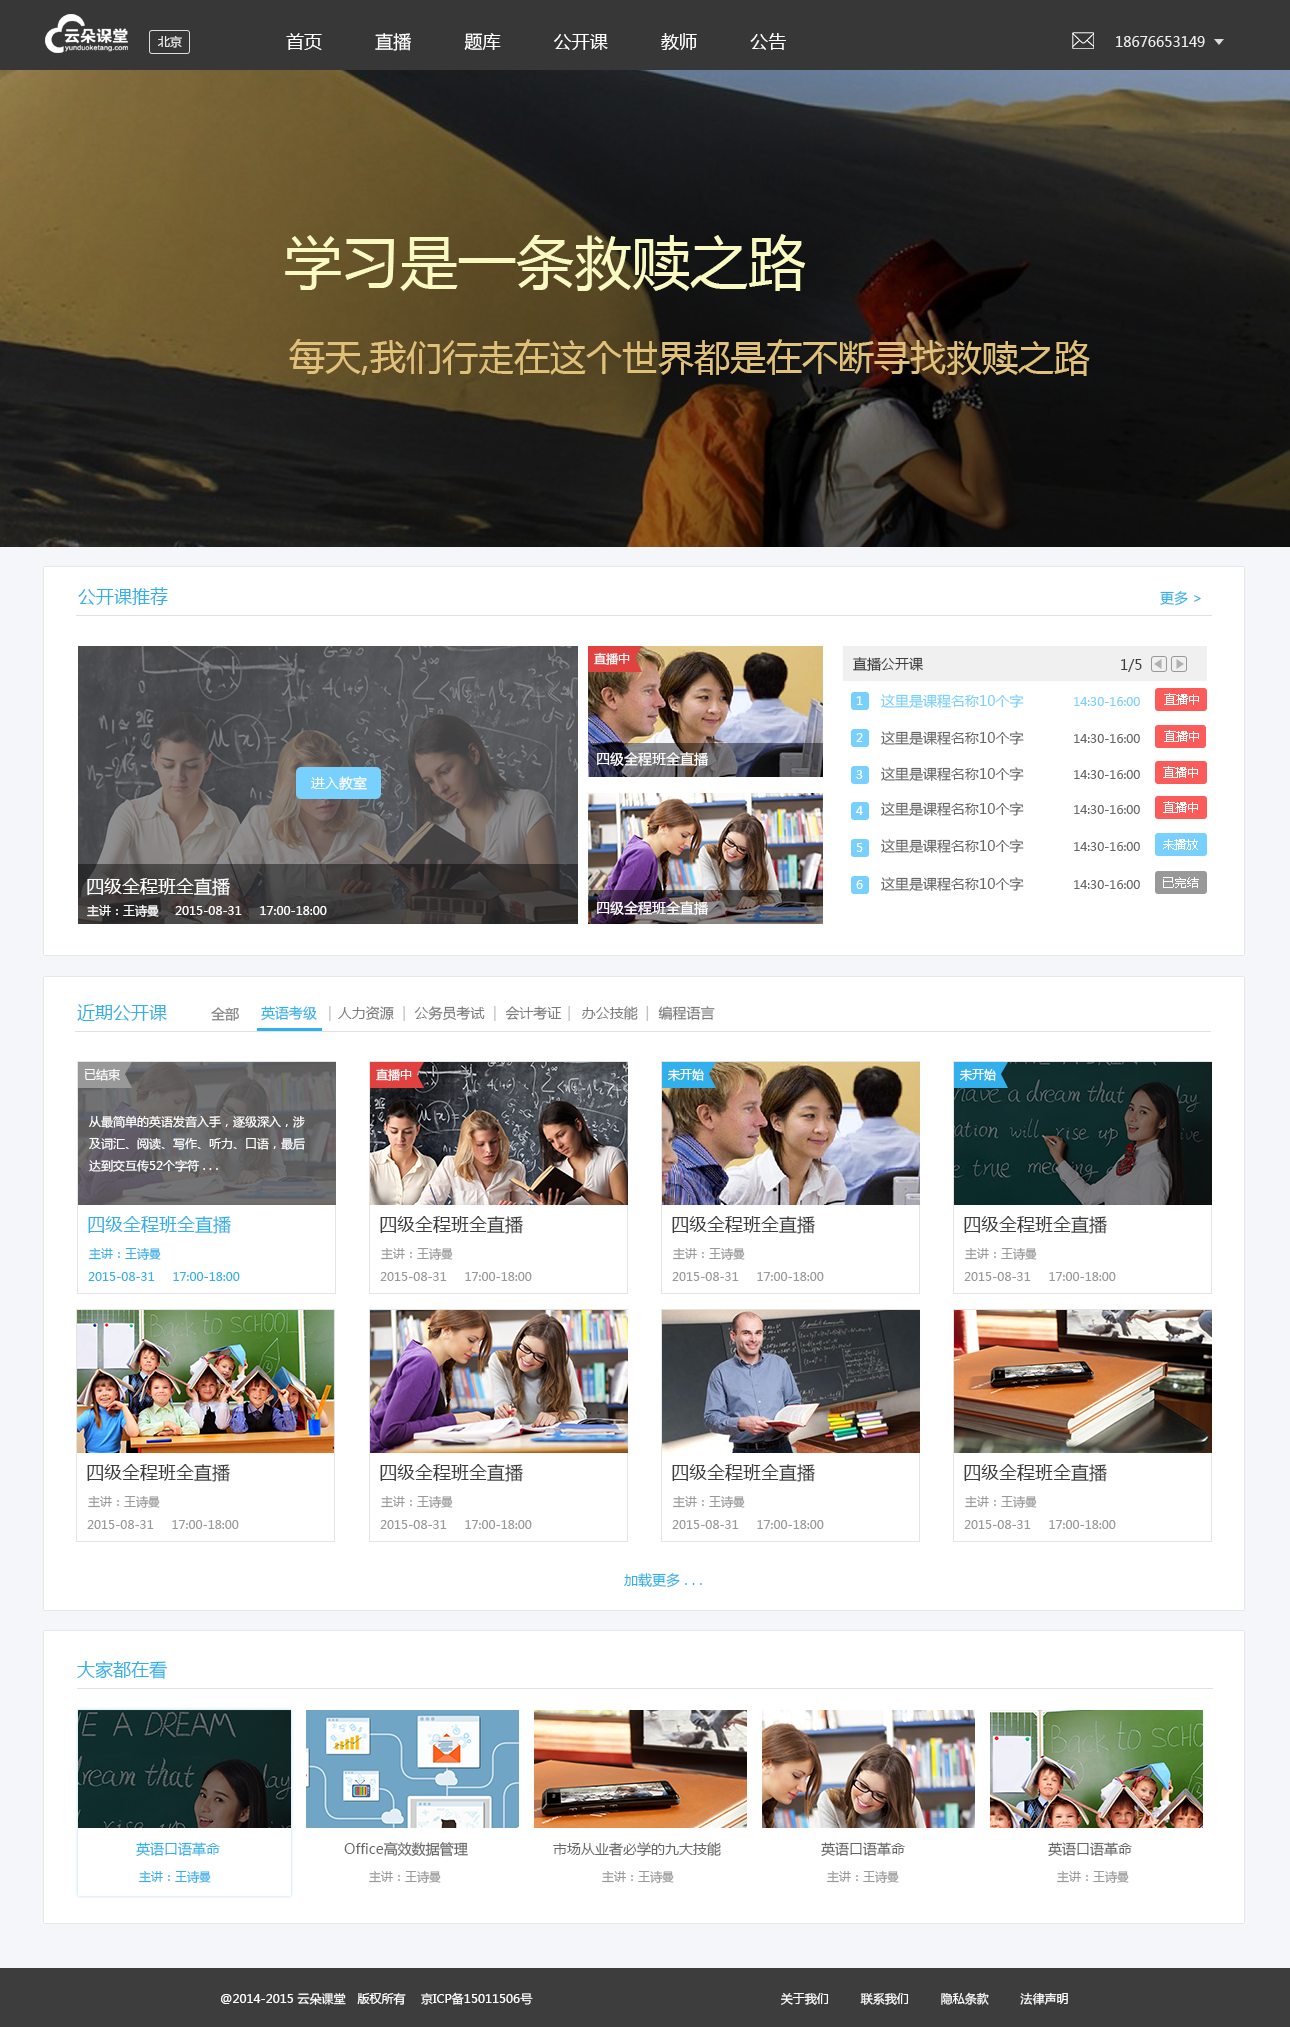 云朵课堂
yunduoketang.com
北京
首页 直播 题库 公开课 教师 公告
18676653149
学习是一条救赎之路
每天,我们行走在这个世界都是在不断寻找救赎之路
公开课推荐
更多 >
进入教室
四级全程班全直播
主讲：王诗曼 2015-08-31 17:00-18:00
直播中
四级全程班全直播
四级全程班全直播
直播公开课 1/5
1 这里是课程名称10个字 14:30-16:00 直播中
2 这里是课程名称10个字 14:30-16:00 直播中
3 这里是课程名称10个字 14:30-16:00 直播中
4 这里是课程名称10个字 14:30-16:00 直播中
5 这里是课程名称10个字 14:30-16:00 未播放
6 这里是课程名称10个字 14:30-16:00 已完结
近期公开课 全部 英语考级 | 人力资源 | 公务员考试 | 会计考证 | 办公技能 | 编程语言
已结束
从最简单的英语发音入手，逐级深入，涉
及词汇、阅读、写作、听力、口语，最后
达到交互传52个字符 . . .
四级全程班全直播
主讲：王诗曼
2015-08-31 17:00-18:00
直播中
四级全程班全直播
主讲：王诗曼
2015-08-31 17:00-18:00
未开始
四级全程班全直播
主讲：王诗曼
2015-08-31 17:00-18:00
未开始
have a dream that
will rise up
true meaning
四级全程班全直播
主讲：王诗曼
2015-08-31 17:00-18:00
Back to SCHOOL
四级全程班全直播
主讲：王诗曼
2015-08-31 17:00-18:00
四级全程班全直播
主讲：王诗曼
2015-08-31 17:00-18:00
四级全程班全直播
主讲：王诗曼
2015-08-31 17:00-18:00
四级全程班全直播
主讲：王诗曼
2015-08-31 17:00-18:00
加载更多 . . .
大家都在看
A DREAM
that
英语口语革命
主讲：王诗曼
Office高效数据管理
主讲：王诗曼
市场从业者必学的九大技能
主讲：王诗曼
英语口语革命
主讲：王诗曼
Back to
英语口语革命
主讲：王诗曼
@2014-2015 云朵课堂 版权所有 京ICP备15011506号
关于我们 联系我们 隐私条款 法律声明